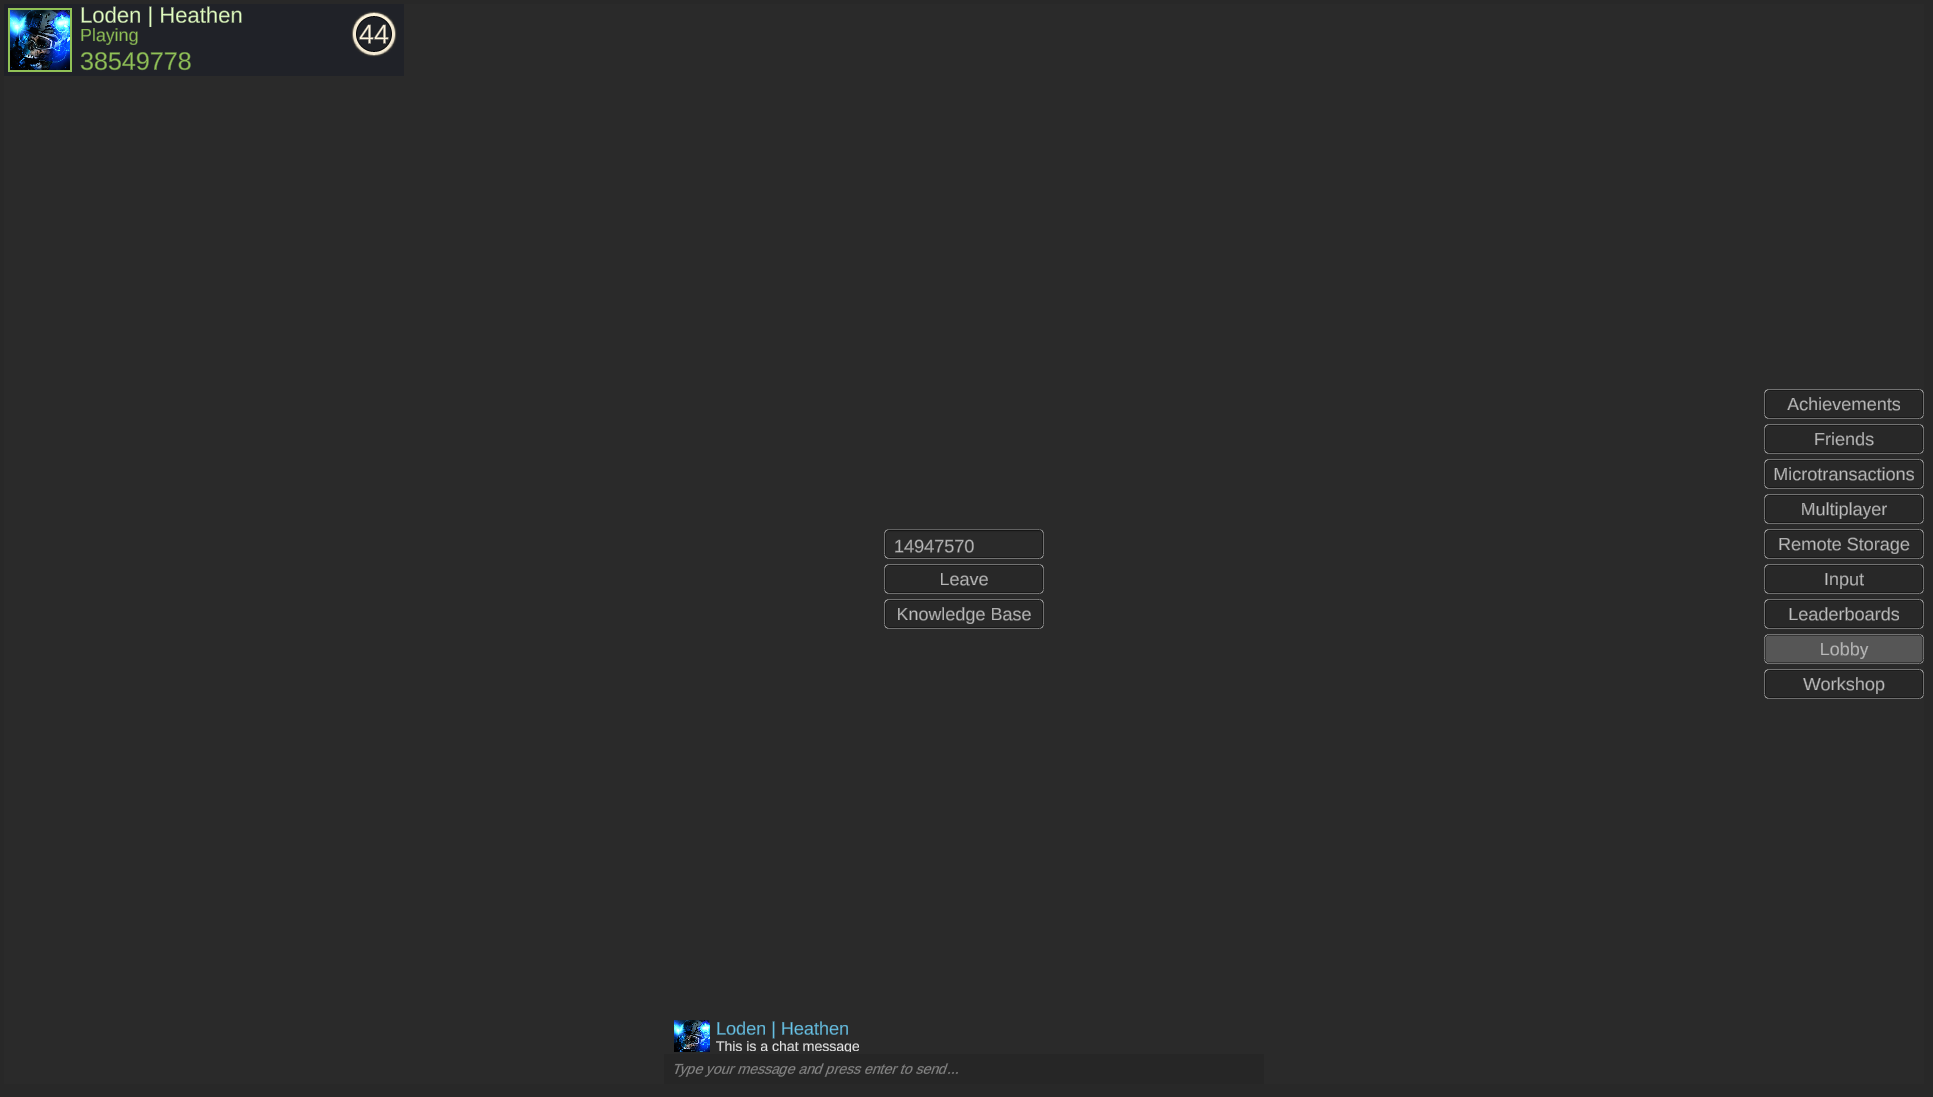 Loden | Heathen
Playing
38549778
44
Achievements
Friends
Microtransactions
Multiplayer
Remote Storage
Input
Leaderboards
Lobby
Workshop
14947570
Leave
Knowledge Base
Loden | Heathen
This is a chat message
Type your message and press enter to send...